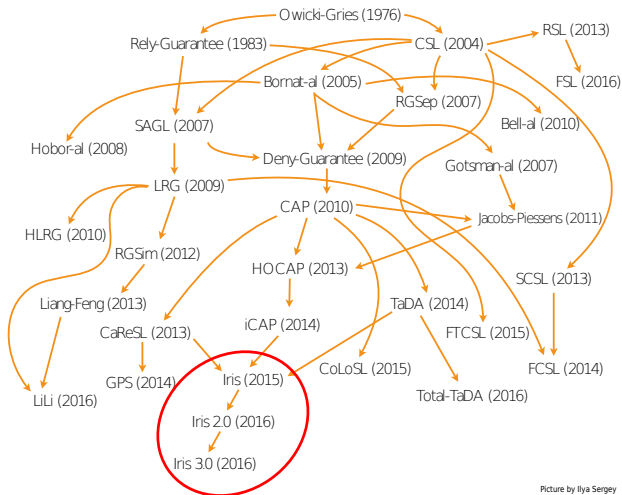 Owicki-Gries (1976)
RSL (2013)
Rely-Guarantee (1983)
CSL (2004)
Bornat-al (2005)
FSL (2016)
RGSep (2007)
SAGL (2007)
Bell-al (2010)
Hobor-al (2008)
Deny-Guarantee (2009)
Gotsman-al (2007)
LRG (2009)
CAP (2010)
Jacobs-Piessens (2011)
HLRG (2010)
RGSim (2012)
HOCAP (2013)
SCSL (2013)
Liang-Feng (2013)
TaDA (2014)
CaReSL (2013)
iCAP (2014)
FTCSL (2015)
GPS (2014)
Iris (2015)
CoLoSL (2015)
FCSL (2014)
LiLi (2016)
Total-TaDA (2016)
Iris 2.0 (2016)
Iris 3.0 (2016)
Picture by Ilya Sergey